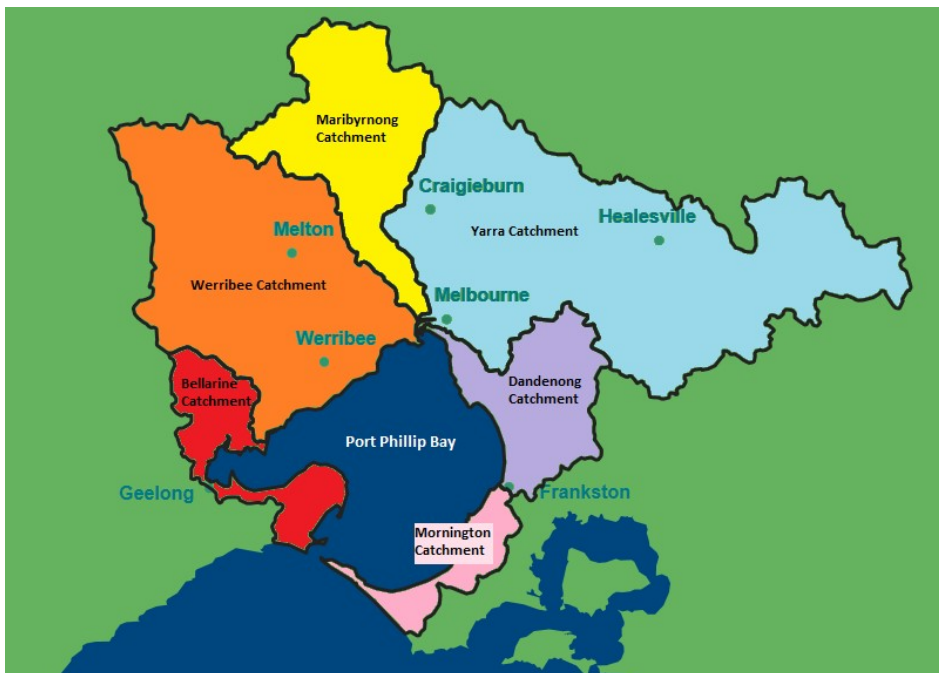 Maribyrnong
Catchment
Craigieburn
Healesville
Yarra Catchment
Melton
Werribee Catchment
Melbourne
Werribee
Bellarine
Catchment
Dandenong
Catchment
Port Phillip Bay
Geelong
Frankston
Mornington
Catchment